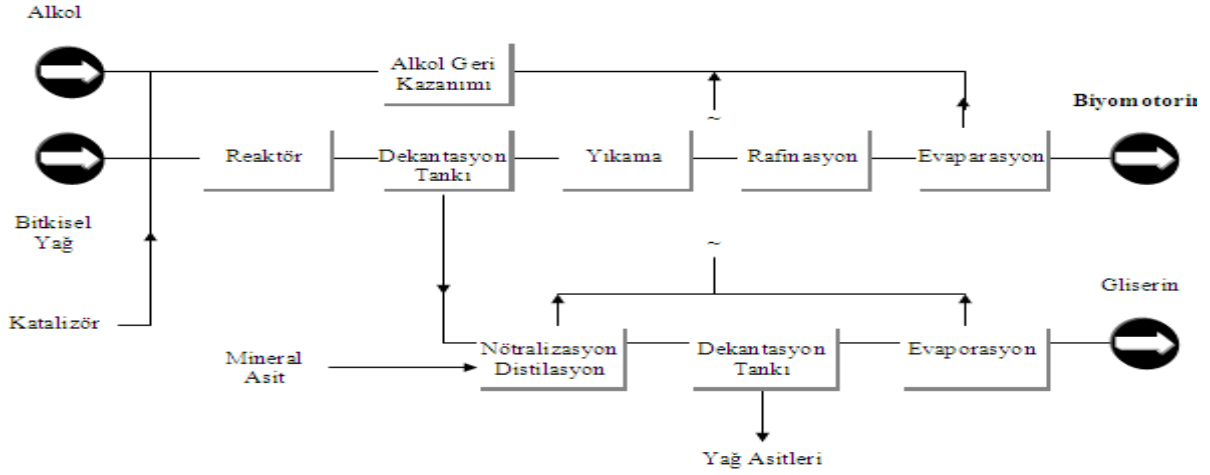 Alkol
Alkol Geri
Kazanımı
Biyomotorin
Reaktör
Dekantasyon
Tankı
Yıkama
~
Rafinasyon
Evaparasyon
Bitkisel
Yağ
~
Gliserin
Katalizör
Mineral
Asit
Nötralizasyon
Distilasyon
Dekantasyon
Tankı
Evaporasyon
Yağ Asitleri